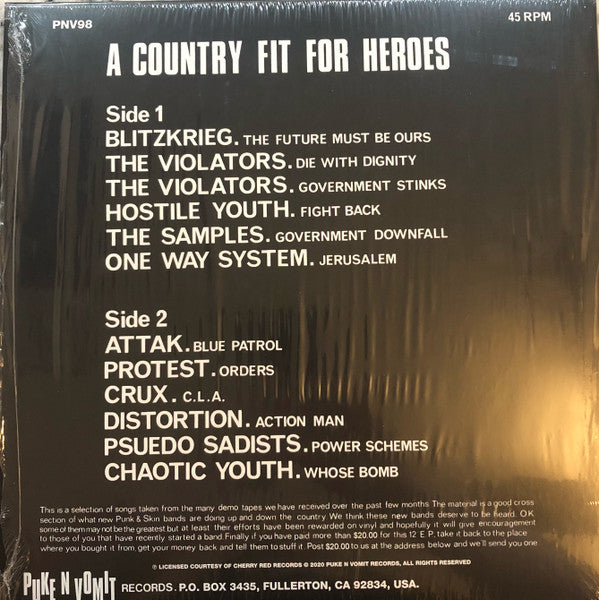 PNV98
45 RPM
A COUNTRY FIT FOR HEROES
Side 1
BLITZKRIEG. THE FUTURE MUST BE OURS
THE VIOLATORS. DIE WITH DIGNITY
THE VIOLATORS. GOVERNMENT STINKS
HOSTILE YOUTH. FIGHT BACK
THE SAMPLES. GOVERNMENT DOWNFALL
ONE WAY SYSTEM. JERUSALEM
Side 2
ATTAK. BLUE PATROL
PROTEST. ORDERS
CRUX. C.L.A.
DISTORTION. ACTION MAN
PSUEDO SADISTS. POWER SCHEMES
CHAOTIC YOUTH. WHOSE BOMB
This is a selection of songs taken from the many demo tapes we have received over the past few months The material is a good cross
section of what new Punk & Skin bands are doing up and down the country We think these new bands deserve to be heard. OK
some of them may not be the greatest but at least their efforts have been rewarded on vinyl and hopefully it will give encouragement
to those of you that have recently started a band. Finally if you have paid more than $20.00 for this 12 E.P. take it back to the place
where you bought it from, get your money back and tell them to stuff it. Post $20.00 to us at the address below and we'll send you one
Ⓟ LICENSED COURTESY OF CHERRY RED RECORDS © 2020 PUKE N VOMIT RECORDS, ALL RIGHTS RESERVED
PUKE N VOMIT RECORDS. P.O. BOX 3435, FULLERTON, CA 92834, USA.